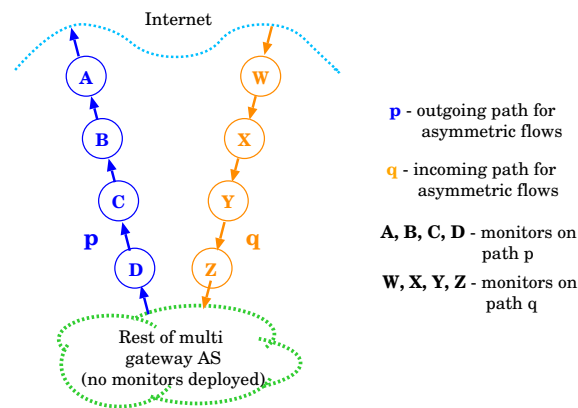 Internet
A
W
B
X
C
Y
p
q
D
Z
Rest of multi
gateway AS
(no monitors deployed)
p - outgoing path for
asymmetric flows
q - incoming path for
asymmetric flows
A, B, C, D - monitors on
path p
W, X, Y, Z - monitors on
path q